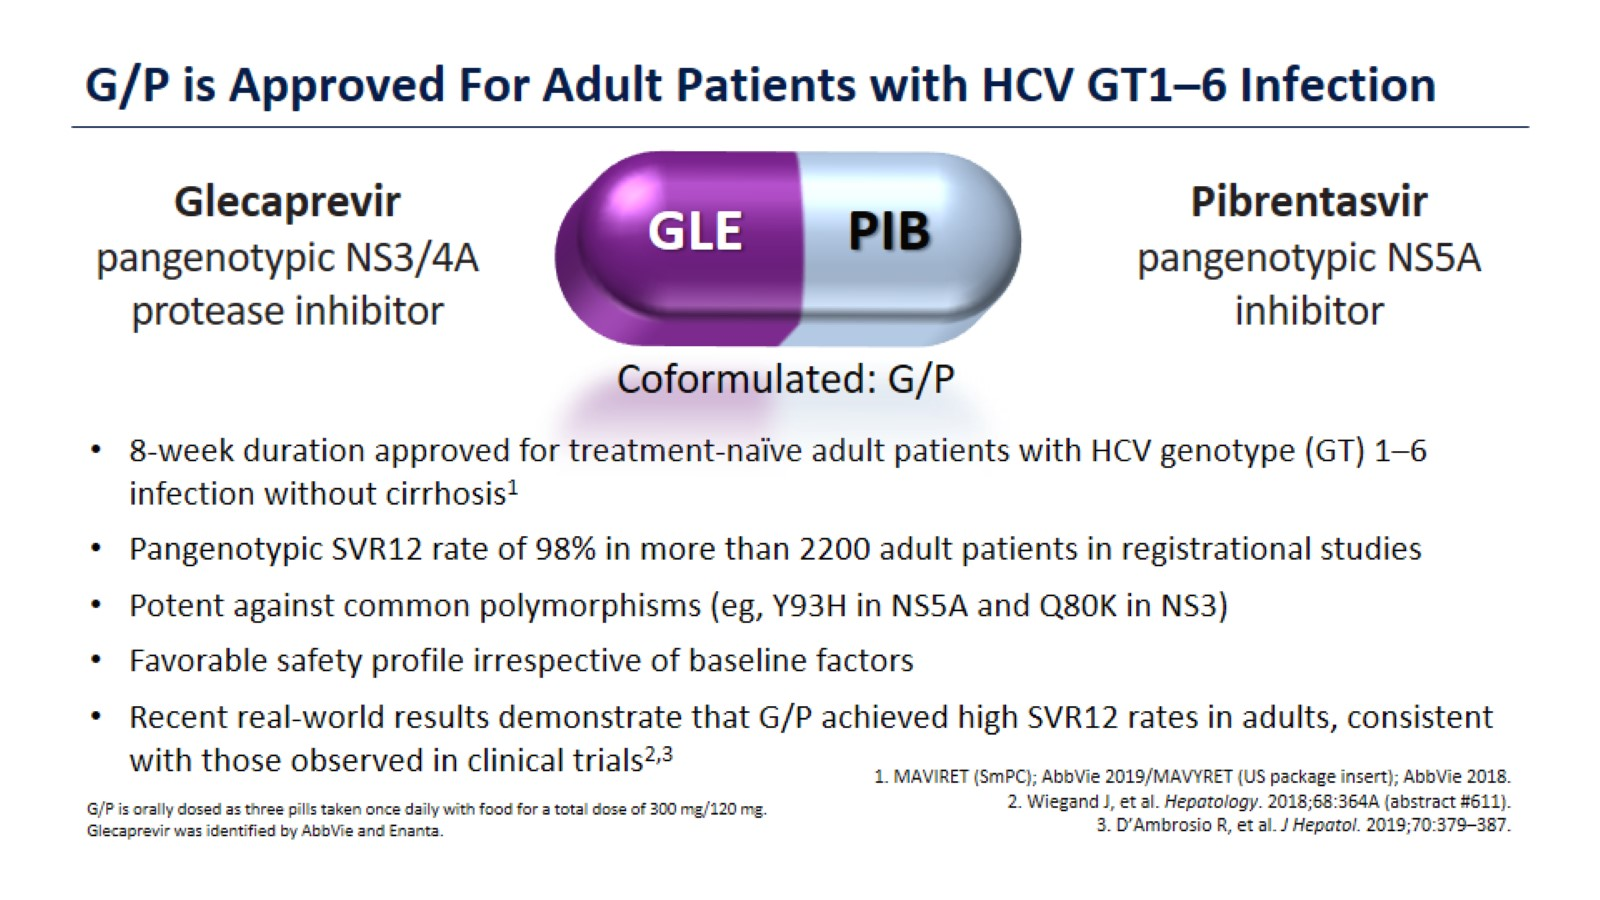 G/P is Approved For Adult Patients with HCV GT1–6 Infection
Glecaprevir
pangenotypic NS3/4A
protease inhibitor
GLE PIB
Coformulated: G/P
Pibrentasvir
pangenotypic NS5A
inhibitor
• 8-week duration approved for treatment-naïve adult patients with HCV genotype (GT) 1–6
infection without cirrhosis¹
• Pangenotypic SVR12 rate of 98% in more than 2200 adult patients in registrational studies
• Potent against common polymorphisms (eg, Y93H in NS5A and Q80K in NS3)
• Favorable safety profile irrespective of baseline factors
• Recent real-world results demonstrate that G/P achieved high SVR12 rates in adults, consistent
with those observed in clinical trials²,³
G/P is orally dosed as three pills taken once daily with food for a total dose of 300 mg/120 mg.
Glecaprevir was identified by AbbVie and Enanta.
1. MAVIRET (SmPC); AbbVie 2019/MAVYRET (US package insert); AbbVie 2018.
2. Wiegand J, et al. Hepatology. 2018;68:364A (abstract #611).
3. D’Ambrosio R, et al. J Hepatol. 2019;70:379–387.